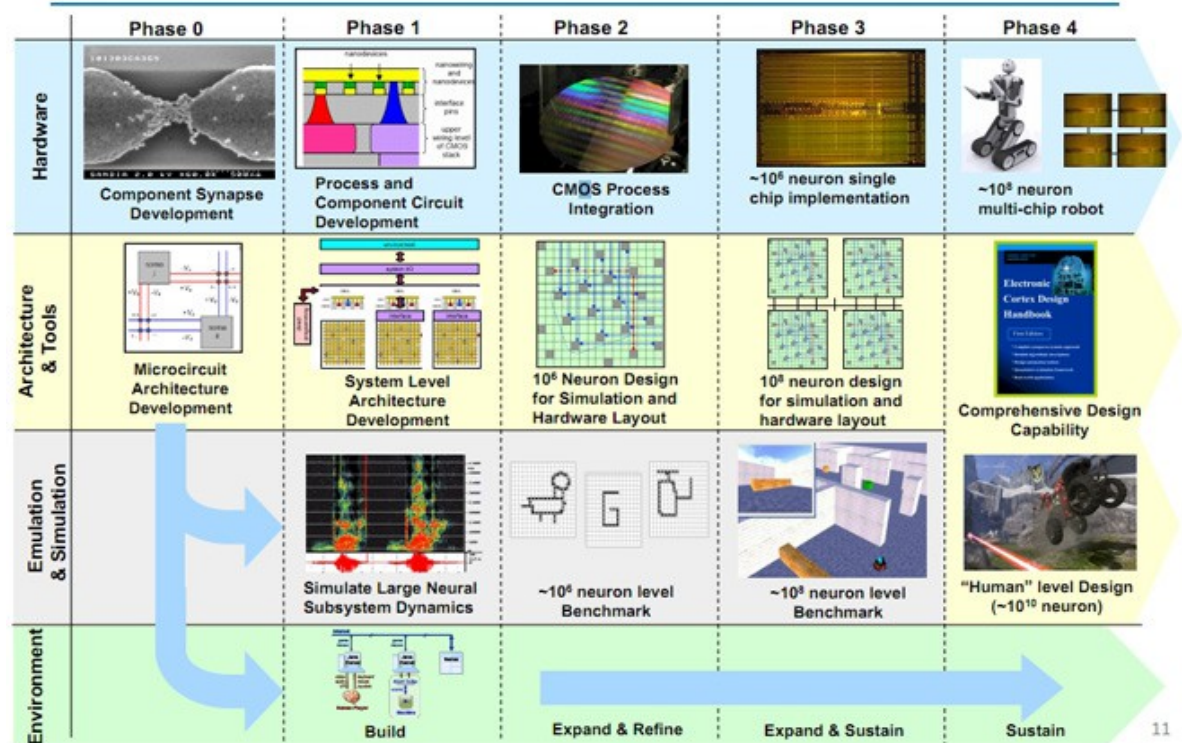 Phase 0
Phase 1
Phase 2
Phase 3
Phase 4
Hardware
Component Synapse
Development
nanodevices
nanowiring
and
nanodevices
interface
pins
upper
wiring level
of CMOS
stack
Process and
Component Circuit
Development
CMOS Process
Integration
~10⁶ neuron single
chip implementation
~10⁸ neuron
multi-chip robot
Architecture
& Tools
Microcircuit
Architecture
Development
System Level
Architecture
Development
10⁶ Neuron Design
for Simulation and
Hardware Layout
10⁸ neuron design
for simulation and
hardware layout
Electronic
Cortex Design
Handbook
Comprehensive Design
Capability
Emulation
& Simulation
Simulate Large Neural
Subsystem Dynamics
~10⁶ neuron level
Benchmark
~10⁸ neuron level
Benchmark
"Human" level Design
(~10¹⁰ neuron)
Environment
Build
Expand & Refine
Expand & Sustain
Sustain
11